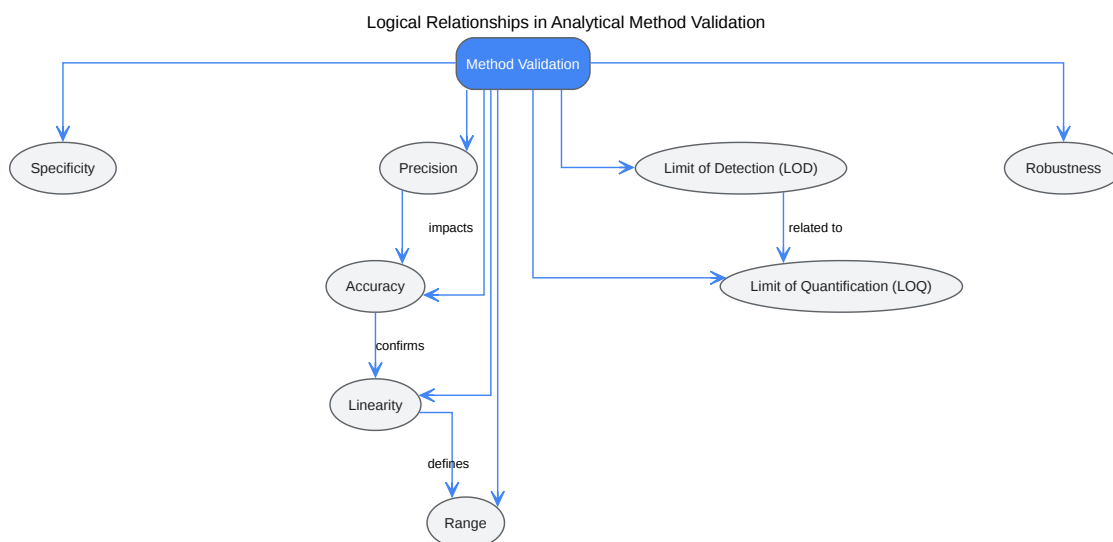 Logical Relationships in Analytical Method Validation
Method Validation
Specificity
Precision
Limit of Detection (LOD)
Robustness
impacts
related to
Accuracy
Limit of Quantification (LOQ)
confirms
Linearity
defines
Range